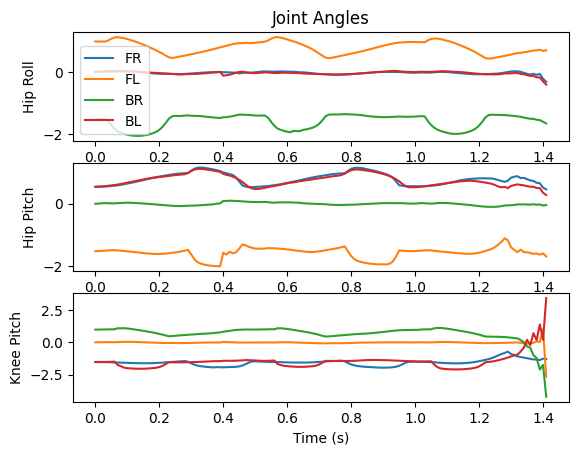 Joint Angles
Hip Roll
0
−2
FR
FL
BR
BL
0.0 0.2 0.4 0.6 0.8 1.0 1.2 1.4
Hip Pitch
0
−2
0.0 0.2 0.4 0.6 0.8 1.0 1.2 1.4
Knee Pitch
2.5
0.0
−2.5
0.0 0.2 0.4 0.6 0.8 1.0 1.2 1.4
Time (s)